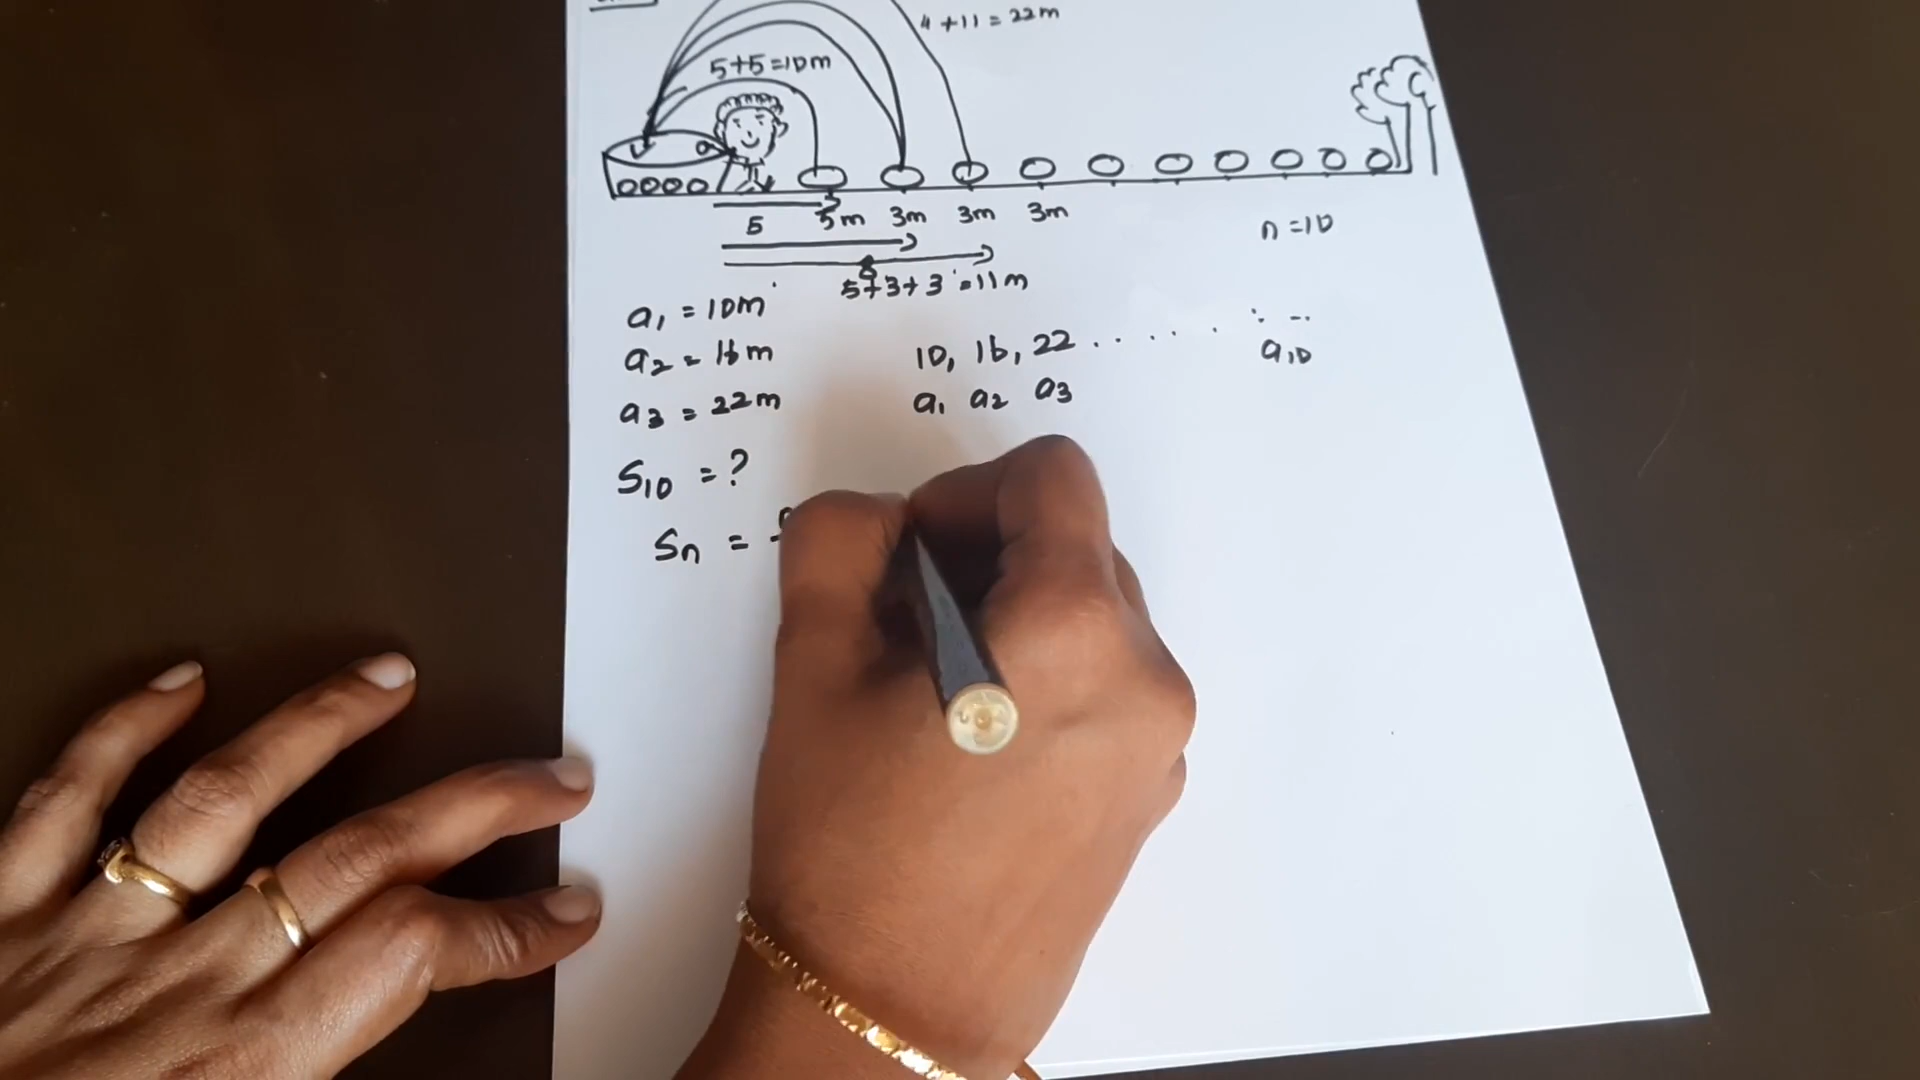 11+11=22m
5+5=10m
5 5m 3m 3m 3m
n=10
5+3+3=11m
a₁ = 10m
a₂ = 16m 10, 16, 22 . . . . . . . . .
a₁₀
a₃ = 22m a₁ a₂ a₃
S₁₀ = ?
Sn =